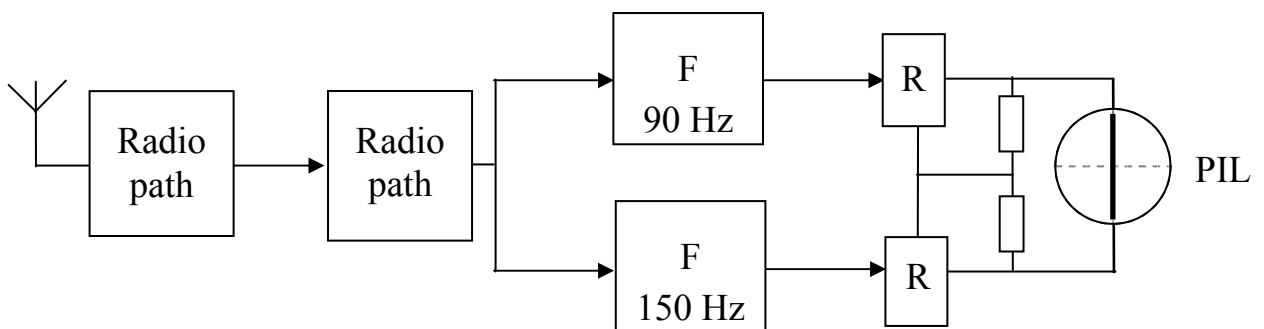 Radio
path
Radio
path
F
90 Hz
R
PIL
F
150 Hz
R